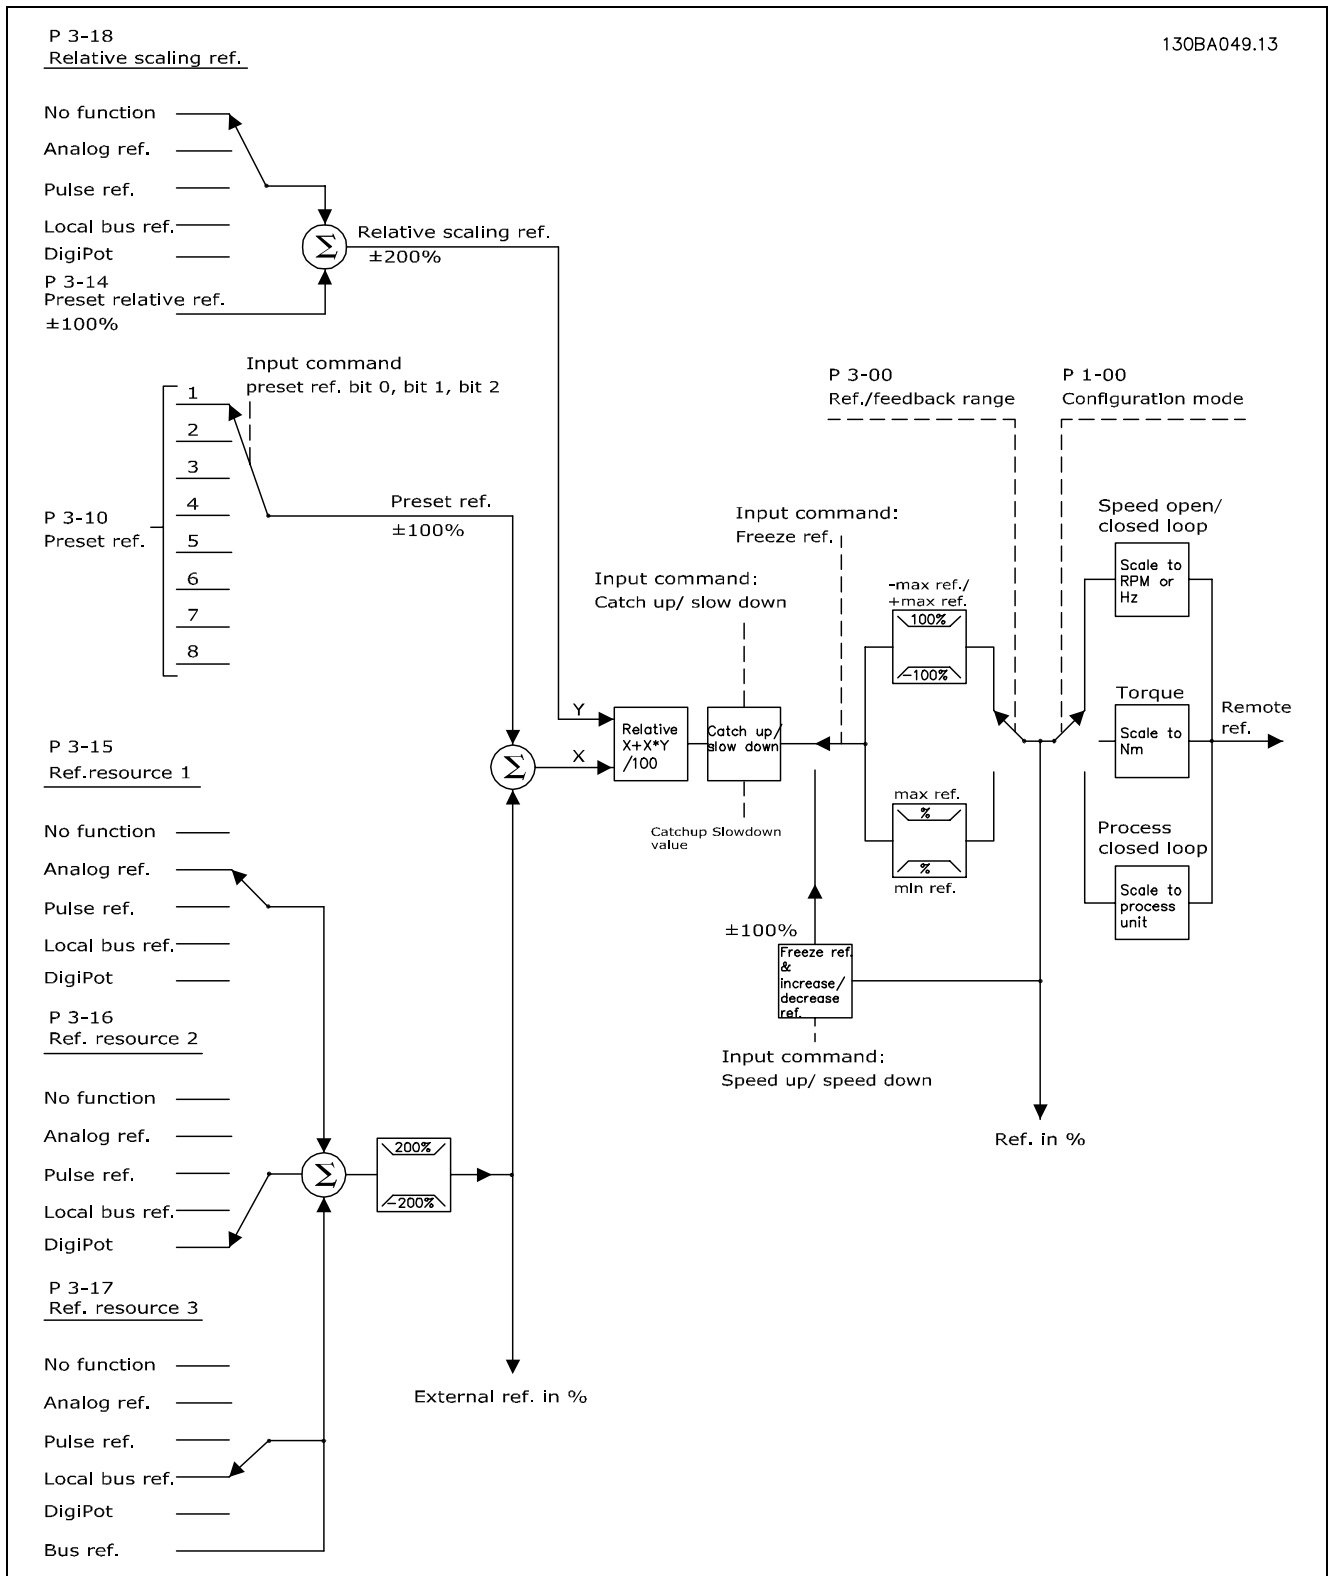 P 3-18
Relative scaling ref.
130BA049.13
No function
Analog ref.
Pulse ref.
Local bus ref.
DigiPot
P 3-14
Preset relative ref.
±100%
Σ
Relative scaling ref.
±200%
Input command
preset ref. bit 0, bit 1, bit 2
P 3-10
Preset ref.
1
2
3
4
5
6
7
8
Preset ref.
±100%
P 3-00
Ref./feedback range
P 1-00
Configuration mode
Input command:
Freeze ref.
Input command:
Catch up/ slow down
-max ref./
+max ref.
100%
-100%
Speed open/
closed loop
Scale to
RPM or
Hz
Torque
Scale to
Nm
Process
closed loop
Scale to
process
unit
Remote
ref.
Y
X
Σ
Relative
X+X*Y
/100
Catch up/
slow down
Catchup Slowdown
value
max ref.
%
%
min ref.
±100%
Freeze ref.
&
increase/
decrease
ref.
Input command:
Speed up/ speed down
Ref. in %
P 3-15
Ref.resource 1
No function
Analog ref.
Pulse ref.
Local bus ref.
DigiPot
P 3-16
Ref. resource 2
No function
Analog ref.
Pulse ref.
Local bus ref.
DigiPot
Σ
200%
-200%
P 3-17
Ref. resource 3
No function
Analog ref.
Pulse ref.
Local bus ref.
DigiPot
Bus ref.
External ref. in %